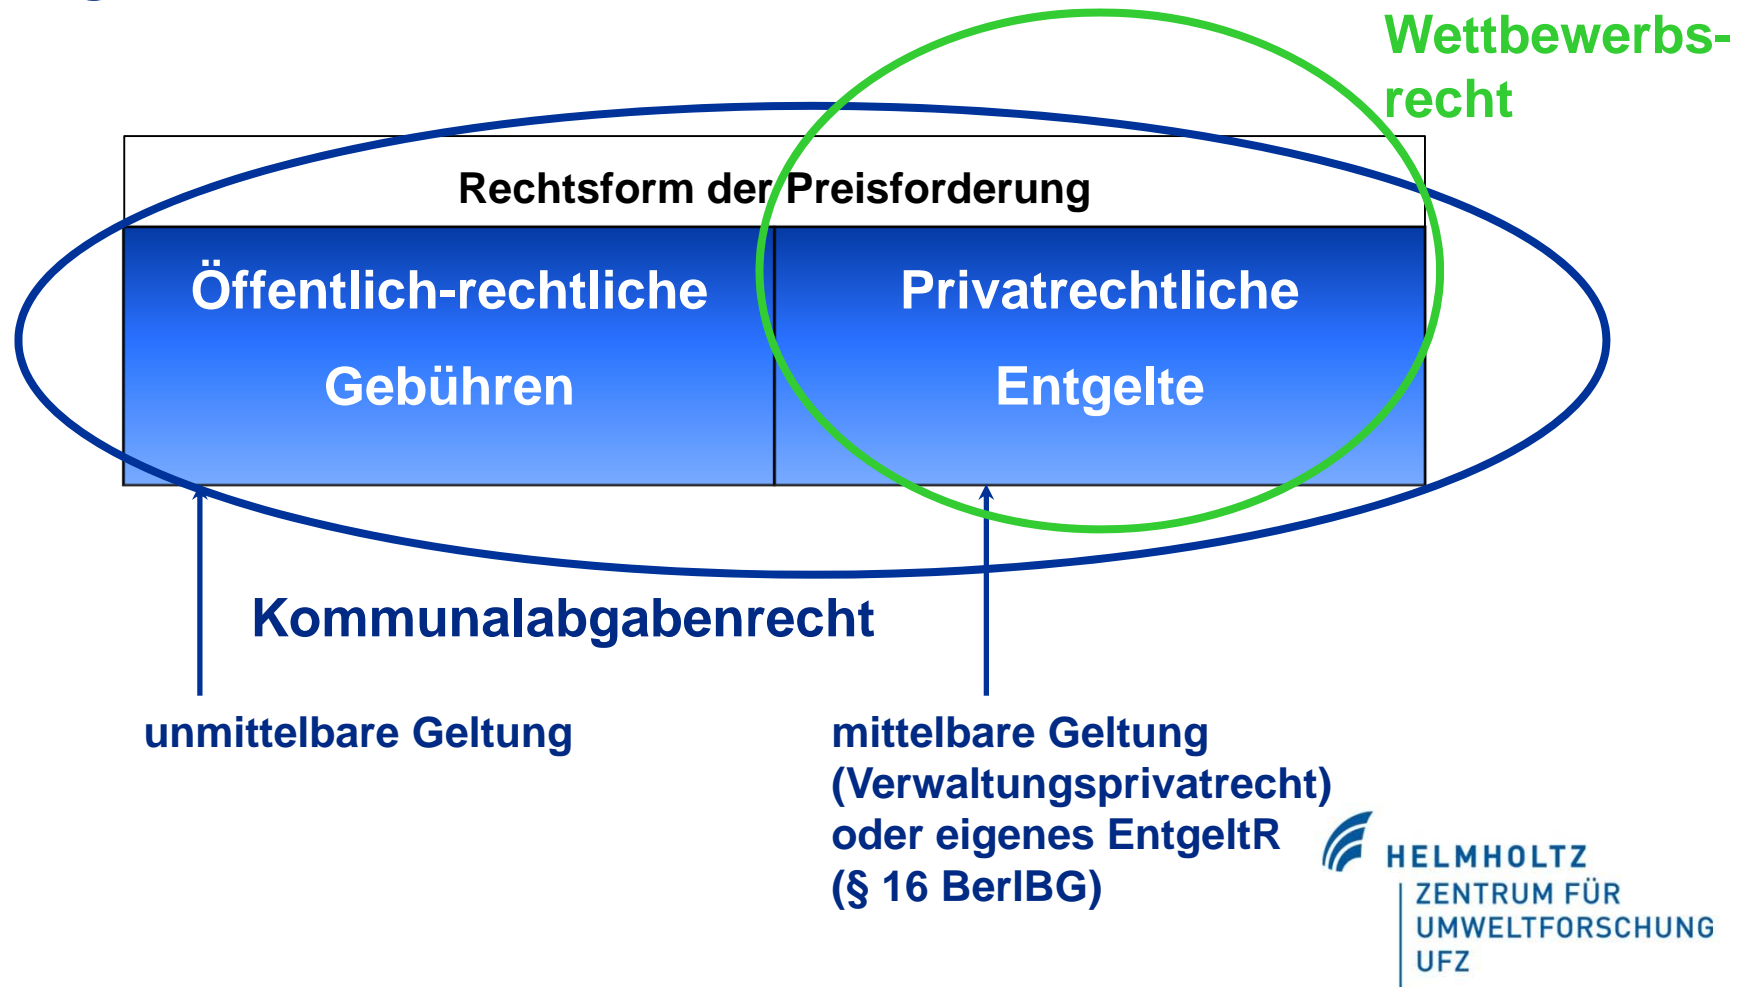 Wettbewerbs-
recht
Rechtsform der Preisforderung
Öffentlich-rechtliche
Gebühren
Privatrechtliche
Entgelte
Kommunalabgabenrecht
unmittelbare Geltung
mittelbare Geltung
(Verwaltungsprivatrecht)
oder eigenes EntgeltR
(§ 16 BerlBG)
HELMHOLTZ
ZENTRUM FÜR
UMWELTFORSCHUNG
UFZ